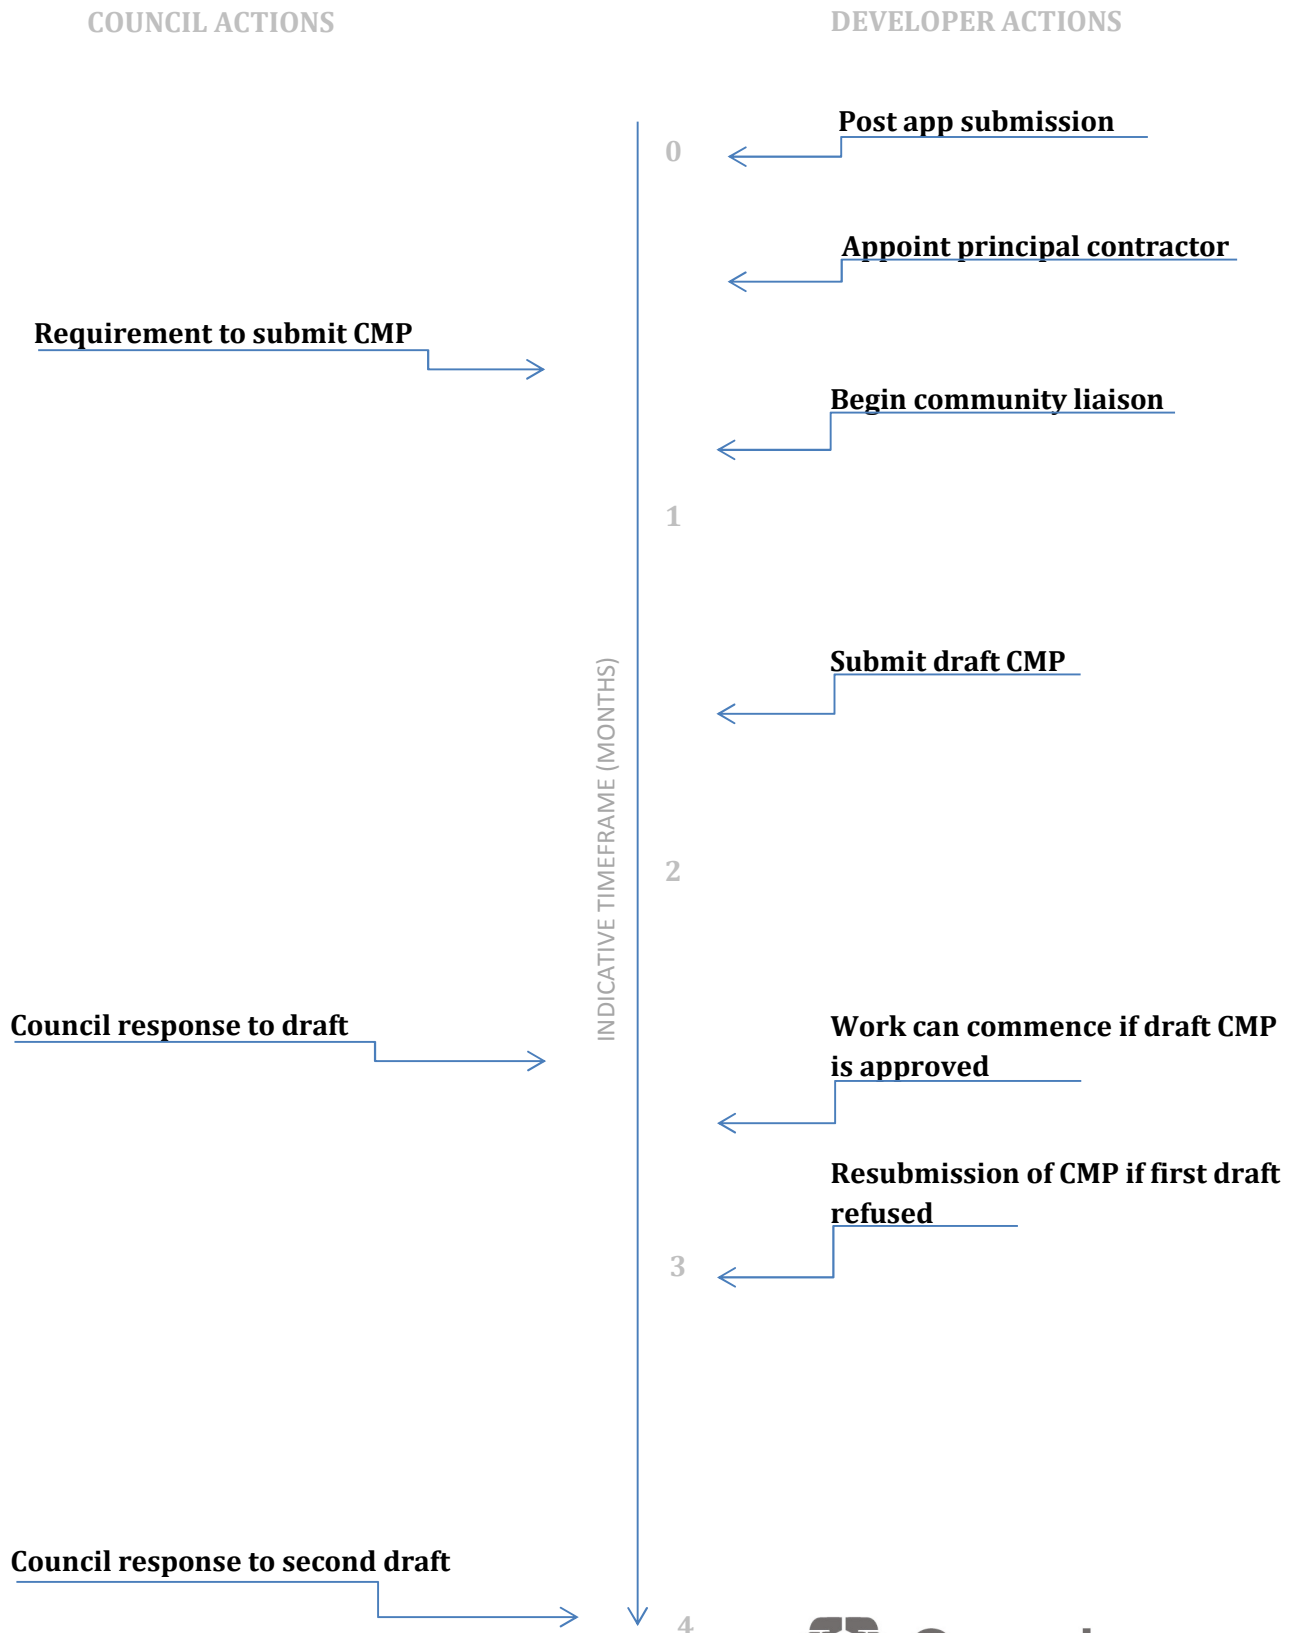 COUNCIL ACTIONS
DEVELOPER ACTIONS
Post app submission
0
Appoint principal contractor
Requirement to submit CMP
Begin community liaison
1
Submit draft CMP
INDICATIVE TIMEFRAME (MONTHS)
2
Council response to draft
Work can commence if draft CMP
is approved
Resubmission of CMP if first draft
refused
3
Council response to second draft
4